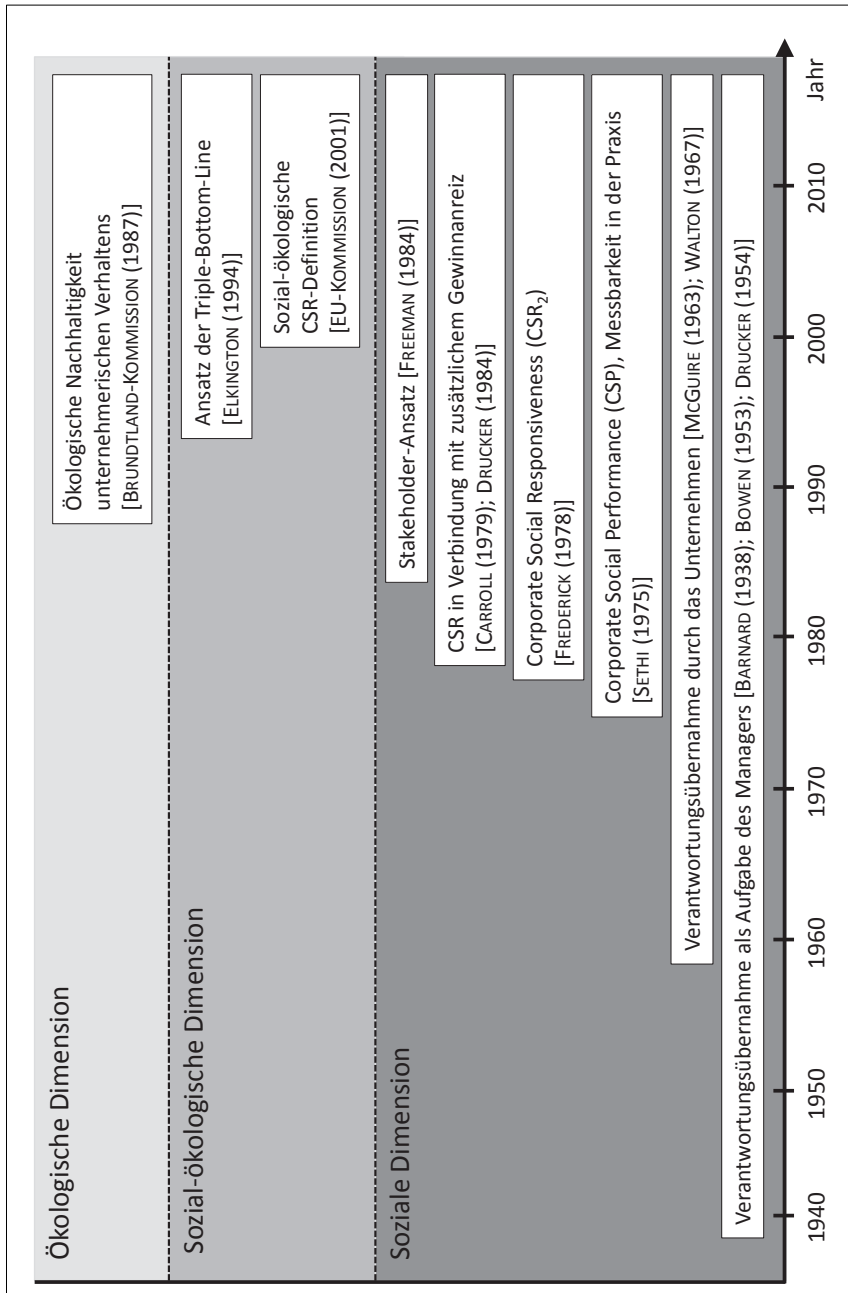 Ökologische Dimension
Ökologische Nachhaltigkeit
unternehmerischen Verhaltens
[BRUNDTLAND-KOMMISSION (1987)]
Sozial-ökologische Dimension
Ansatz der Triple-Bottom-Line
[ELKINGTON (1994)]
Sozial-ökologische
CSR-Definition
[EU-KOMMISSION (2001)]
Soziale Dimension
Stakeholder-Ansatz [FREEMAN (1984)]
CSR in Verbindung mit zusätzlichem Gewinnanreiz
[CARROLL (1979); DRUCKER (1984)]
Corporate Social Responsiveness (CSR₂)
[FREDERICK (1978)]
Corporate Social Performance (CSP), Messbarkeit in der Praxis
[SETHI (1975)]
Verantwortungsübernahme durch das Unternehmen [MCGUIRE (1963); WALTON (1967)]
Verantwortungsübernahme als Aufgabe des Managers [BARNARD (1938); BOWEN (1953); DRUCKER (1954)]
1940 1950 1960 1970 1980 1990 2000 2010 Jahr